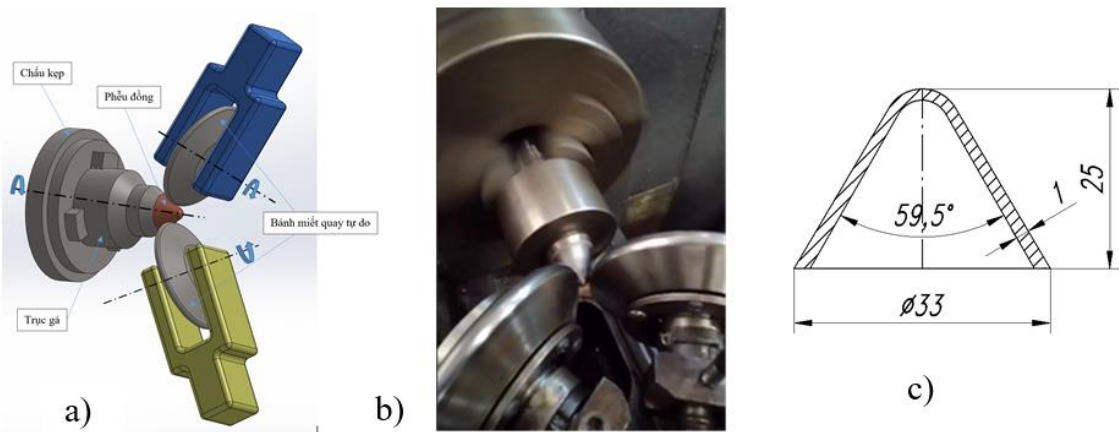 Chấu kẹp
Phễu đồng
Bánh miết quay tự do
Trục gá
a)
b)
59,5°
1
25
ø33
c)